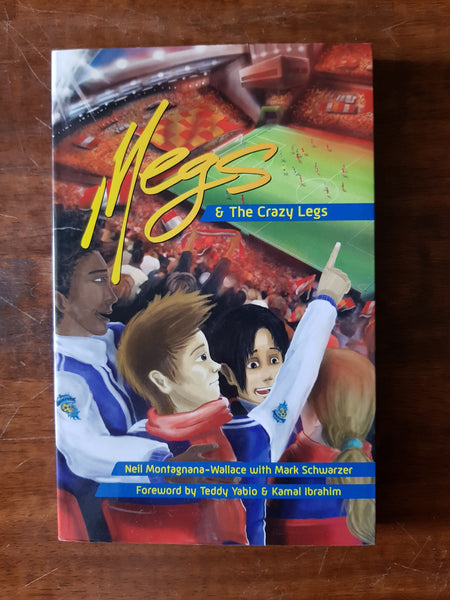 Megs
& The Crazy Legs
Neil Montagnana-Wallace with Mark Schwarzer
Foreword by Teddy Yabio & Kamal Ibrahim